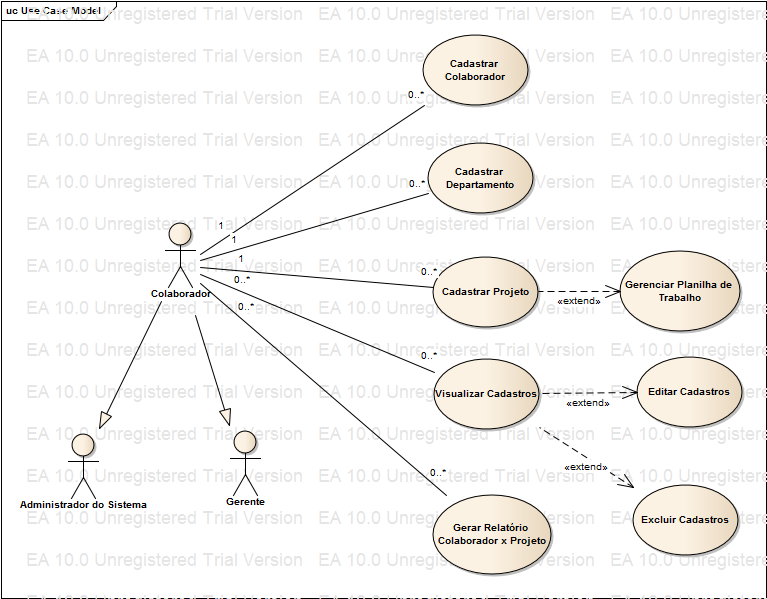 uc Use Case Model
EA 10.0 Unregistered Trial Version EA 10.0 Unregistered Trial Version EA 10.0 Unregistered
Cadastrar
Colaborador
0..*
Cadastrar
Departamento
0..*
1
1
1
Colaborador
0..*
Cadastrar Projeto
«extend»
Gerenciar Planilha de
Trabalho
0..*
0..*
0..*
Visualizar Cadastros
«extend»
Editar Cadastros
«extend»
Excluir Cadastros
0..*
Gerar Relatório
Colaborador x Projeto
Administrador do Sistema
Gerente